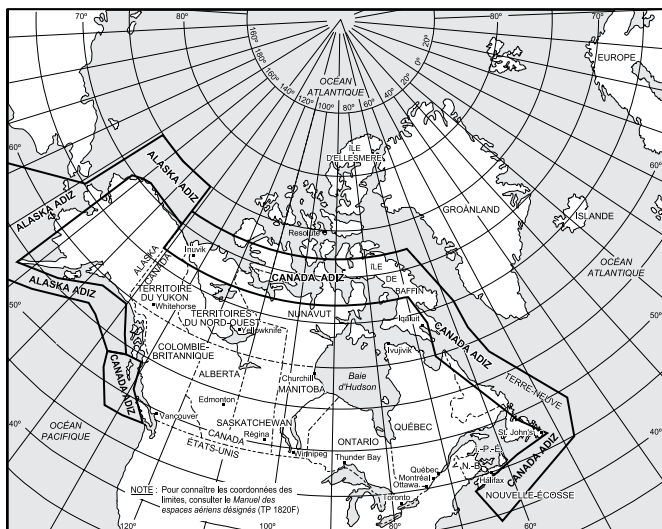 70°
60°
50°
40°
160°
160°
140°
120°
100°
80°
60°
40°
20°
0°
20°
70°
60°
50°
40°
OCÉAN
ATLANTIQUE
EUROPE
ÎLE
D'ELLESMERE
GROÀNLAND
ISLANDE
OCÉAN
ATLANTIQUE
ALASKA ADIZ
ALASKA ADIZ
ALASKA ADIZ
Resolute
Inuvik
CANADA ADIZ
ÎLE
DE
BAFFIN
ALASKA
CANADA
TERRITOIRE
DU YUKON
Whitehorse
TERRITOIRES
DU NORD-OUEST
Yellowknife
NUNAVUT
Iqaluit
Ivujivik
CANADA ADIZ
TERRE-NEUVE
COLOMBIE-
BRITANNIQUE
CANADA ADIZ
ALBERTA
Churchill
MANITOBA
Baie
d'Hudson
Edmonton
SASKATCHEWAN
Régina
Vancouver
CANADA
ÉTATS-UNIS
Winnipeg
ONTARIO
Thunder Bay
QUÉBEC
St. John's
Î.-P.-É.
N.-B.
CANADA ADIZ
Halifax
NOUVELLE-ÉCOSSE
Québec
Montréal
Ottawa
Toronto
OCÉAN
PACIFIQUE
NOTE : Pour connaître les coordonnées des
limites, consulter le Manuel des
espaces aériens désignés (TP 1820F)
120°
100°
80°
60°